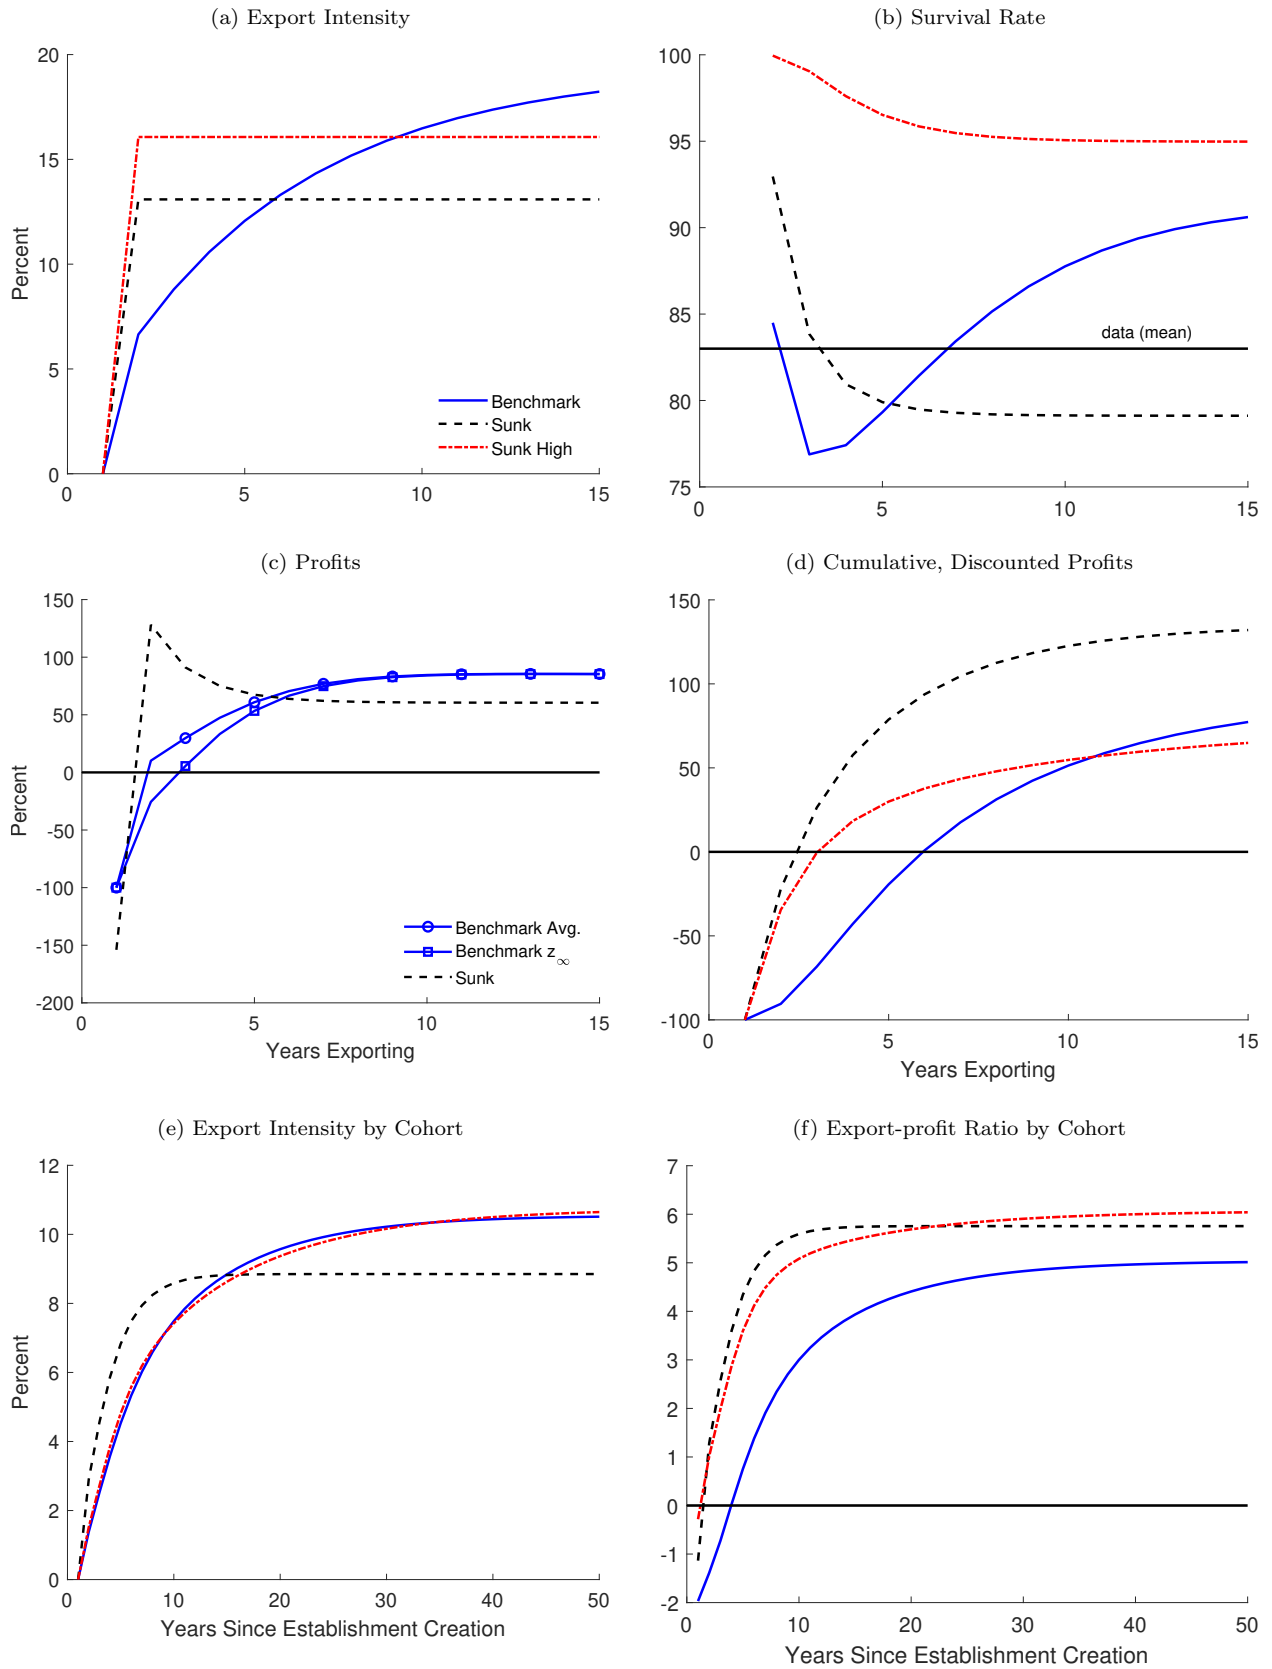 (a) Export Intensity
(b) Survival Rate
20
15
10
5
0
Percent
Benchmark
Sunk
Sunk High
0 5 10 15
100
95
90
85
80
75
data (mean)
0 5 10 15
(c) Profits
(d) Cumulative, Discounted Profits
150
100
50
0
-50
-100
-150
-200
Percent
Benchmark Avg.
Benchmark z∞
Sunk
0 5 10 15
Years Exporting
150
100
50
0
-50
-100
0 5 10 15
Years Exporting
(e) Export Intensity by Cohort
(f) Export-profit Ratio by Cohort
12
10
8
6
4
2
0
Percent
0 10 20 30 40 50
Years Since Establishment Creation
7
6
5
4
3
2
1
0
-1
-2
0 10 20 30 40 50
Years Since Establishment Creation